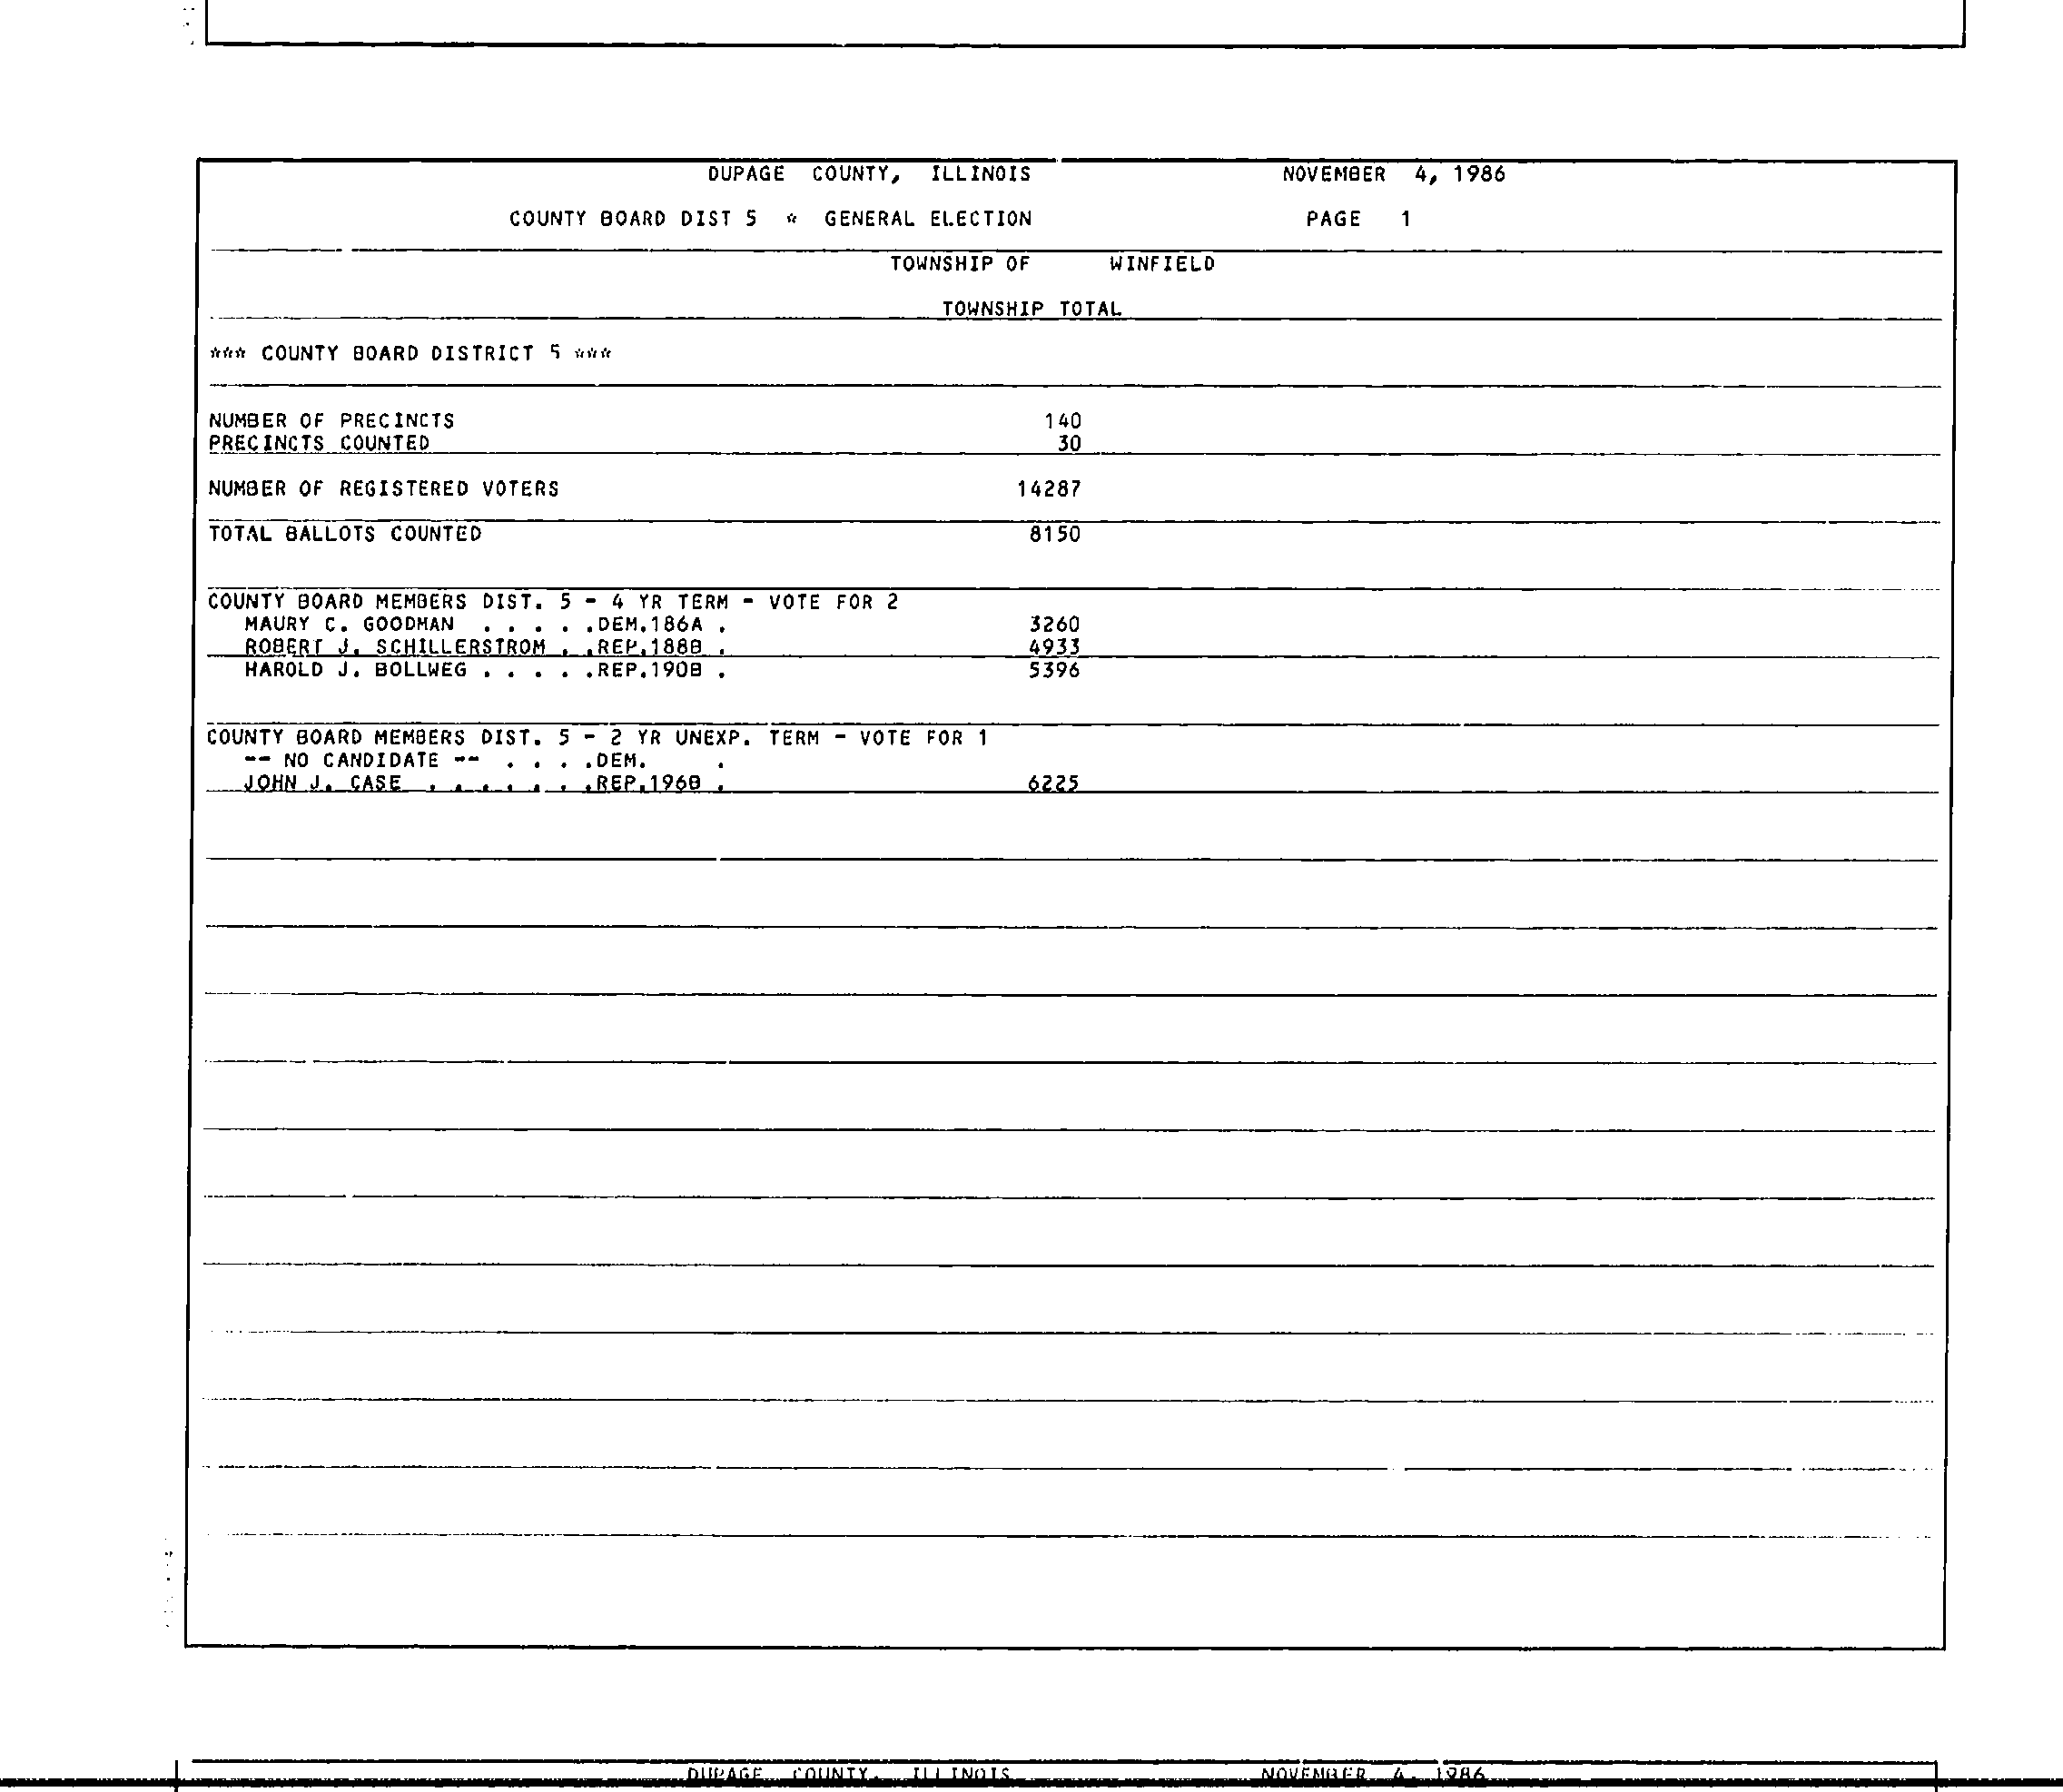 DUPAGE COUNTY, ILLINOIS NOVEMBER 4, 1986
COUNTY BOARD DIST 5 * GENERAL ELECTION PAGE 1
TOWNSHIP OF WINFIELD
TOWNSHIP TOTAL
*** COUNTY BOARD DISTRICT 5 ***
NUMBER OF PRECINCTS 140
PRECINCTS COUNTED 30
NUMBER OF REGISTERED VOTERS 14287
TOTAL BALLOTS COUNTED 8150
COUNTY BOARD MEMBERS DIST. 5 - 4 YR TERM - VOTE FOR 2
MAURY C. GOODMAN . . . . .DEM.186A . 3260
ROBERT J. SCHILLERSTROM . .REP.188B . 4933
HAROLD J. BOLLWEG . . . . .REP.190B . 5396
COUNTY BOARD MEMBERS DIST. 5 - 2 YR UNEXP. TERM - VOTE FOR 1
-- NO CANDIDATE -- . . . .DEM. .
JOHN J. CASE . . . . . . .REP.196B . 6225
DUPAGE COUNTY, ILLINOIS NOVEMBER 4, 1986